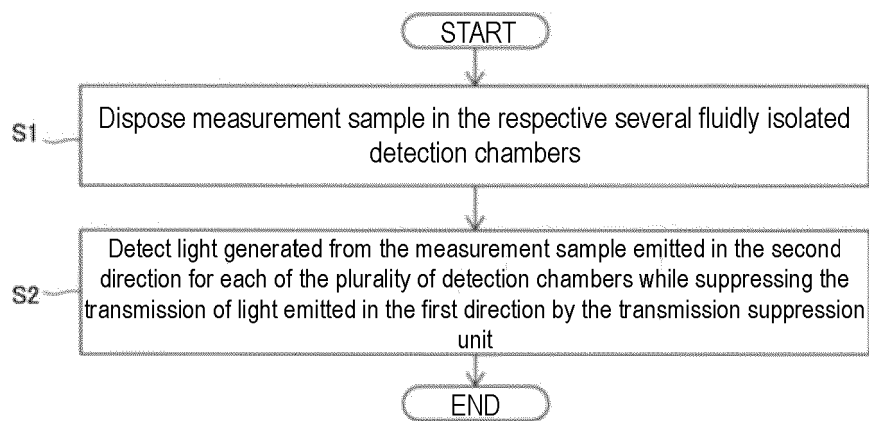 START
S1
Dispose measurement sample in the respective several fluidly isolated
detection chambers
S2
Detect light generated from the measurement sample emitted in the second
direction for each of the plurality of detection chambers while suppressing the
transmission of light emitted in the first direction by the transmission suppression
unit
END